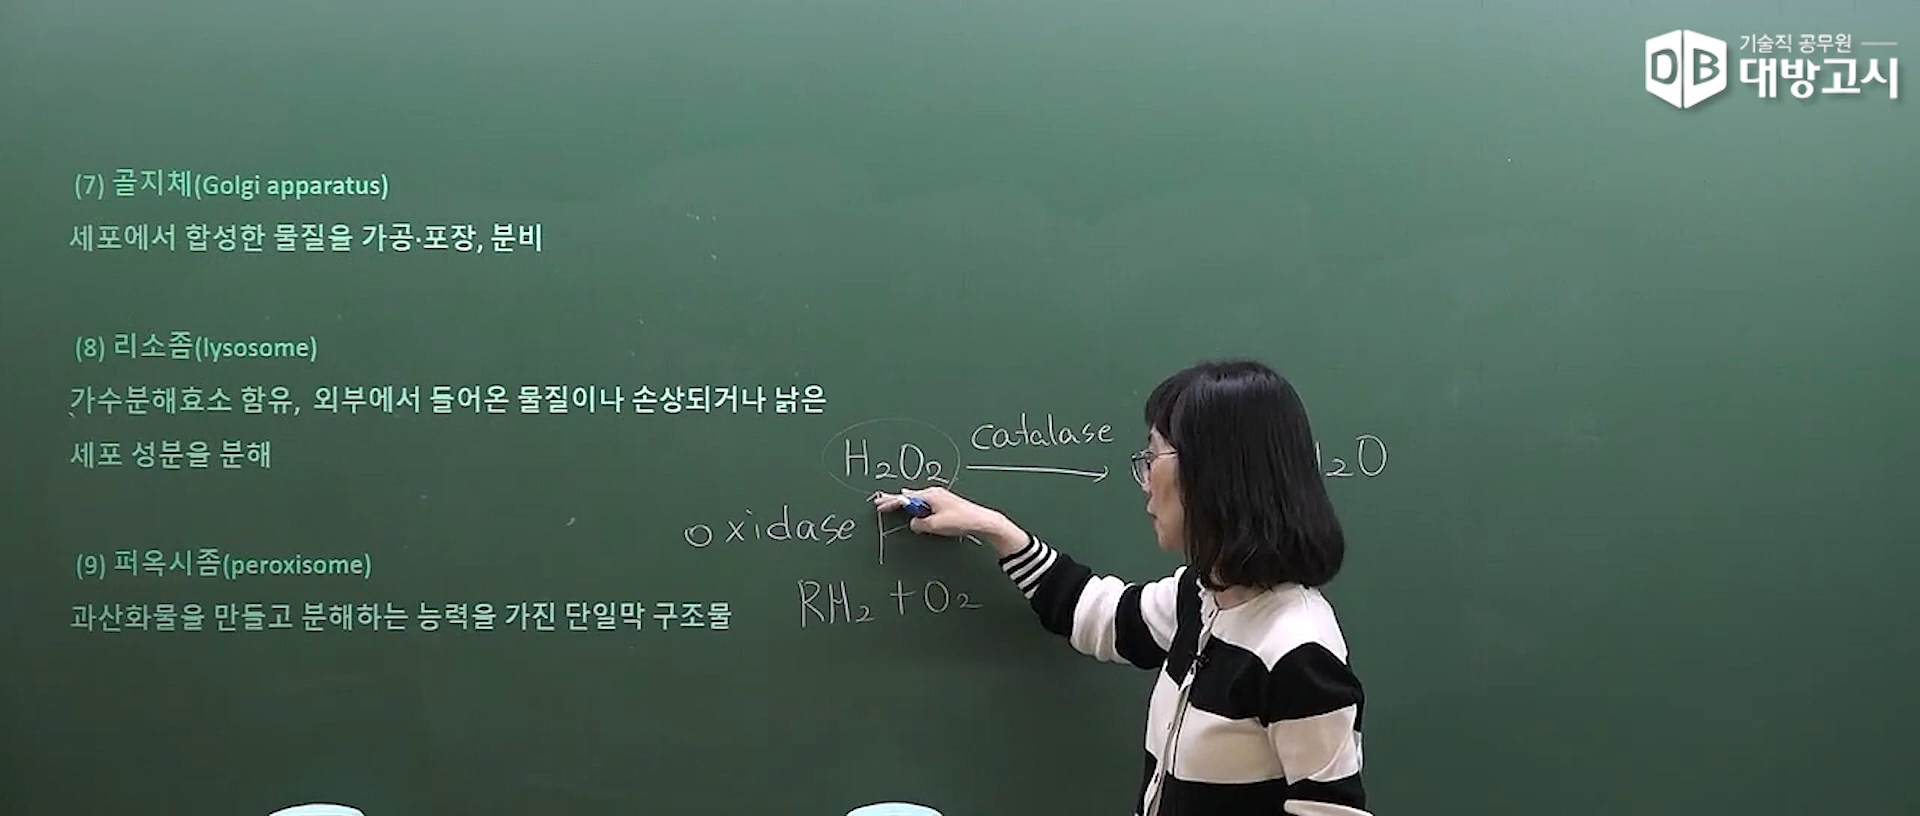 기술직 공무원
DB 대방고시
(7) 골지체(Golgi apparatus)
세포에서 합성한 물질을 가공·포장, 분비
(8) 리소좀(lysosome)
가수분해효소 함유, 외부에서 들어온 물질이나 손상되거나 낡은
세포 성분을 분해
H₂O₂ catalase ₂O
oxidase
RH₂ + O₂
(9) 퍼옥시좀(peroxisome)
과산화물을 만들고 분해하는 능력을 가진 단일막 구조물